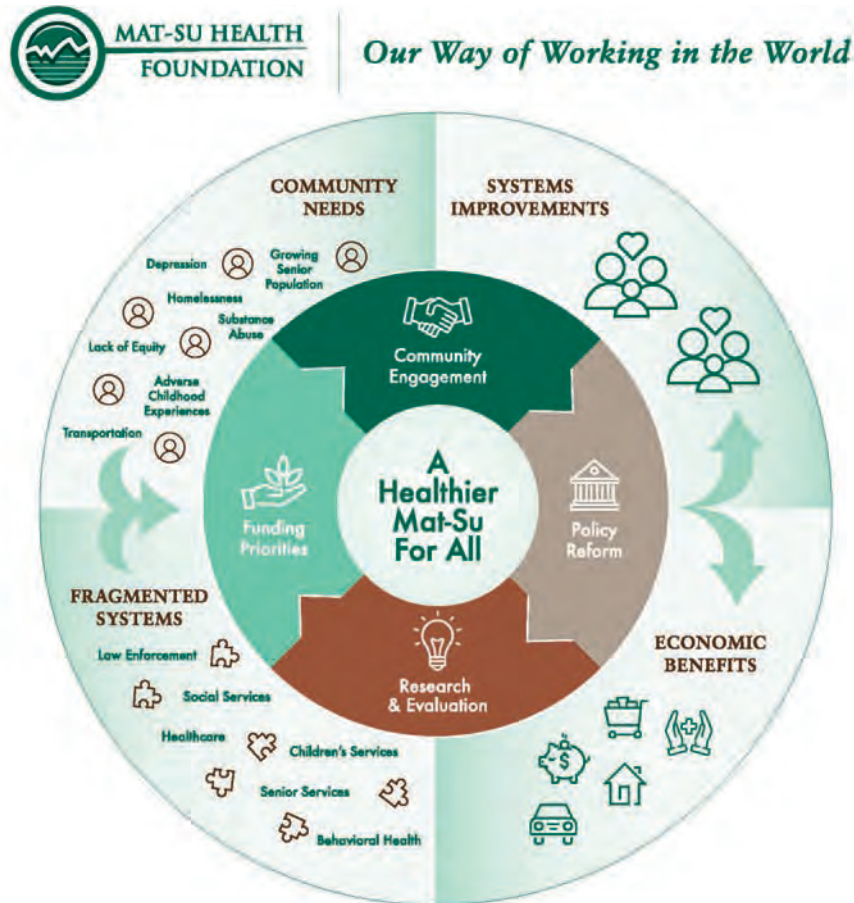 MAT-SU HEALTH
FOUNDATION
Our Way of Working in the World
COMMUNITY
NEEDS
Depression
Growing
Senior
Population
Homelessness
Substance
Abuse
Lack of Equity
Adverse
Childhood
Experiences
Transportation
SYSTEMS
IMPROVEMENTS
Community
Engagement
Funding
Priorities
A
Healthier
Mat-Su
For All
Policy
Reform
Research
& Evaluation
FRAGMENTED
SYSTEMS
Law Enforcement
Social Services
Healthcare
Children's Services
Senior Services
Behavioral Health
ECONOMIC
BENEFITS
$